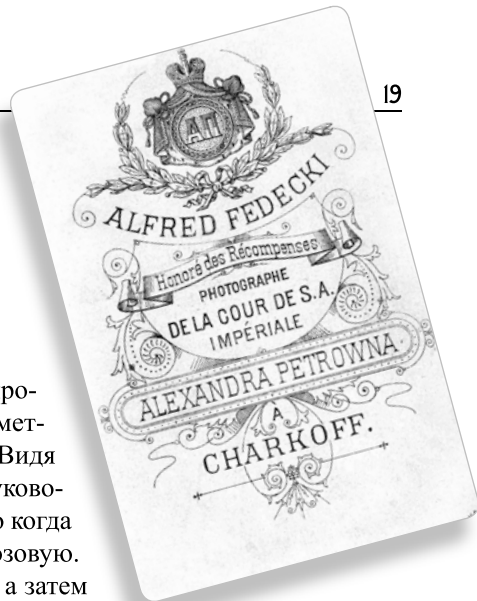 19
АП
ALFRED FEDECKI
Honoré des Récompenses
PHOTOGRAPHE
DE LA COUR DE S.A.
IMPÉRIALE
ALEXANDRA PETROWNA
A
CHARKOFF.
ро-
мет-
Видя
уково-
о когда
озовую.
а затем